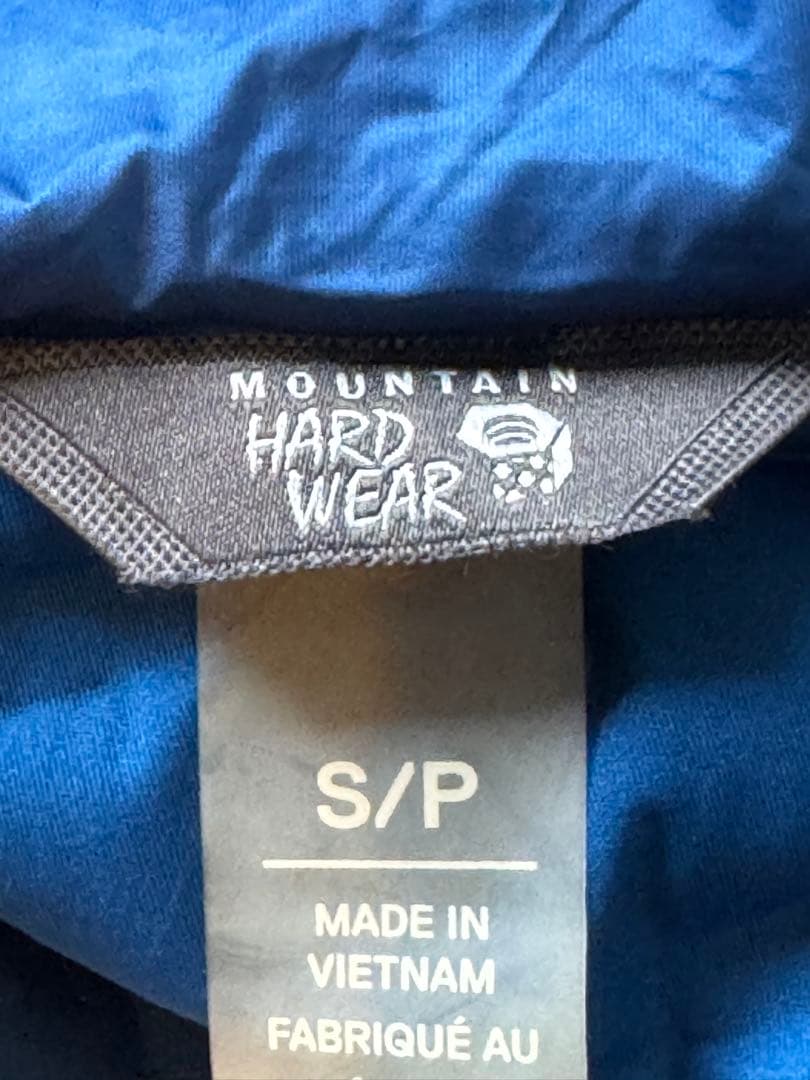 MOUNTAIN
HARD
WEAR
S/P
MADE IN
VIETNAM
FABRIQUÉ AU